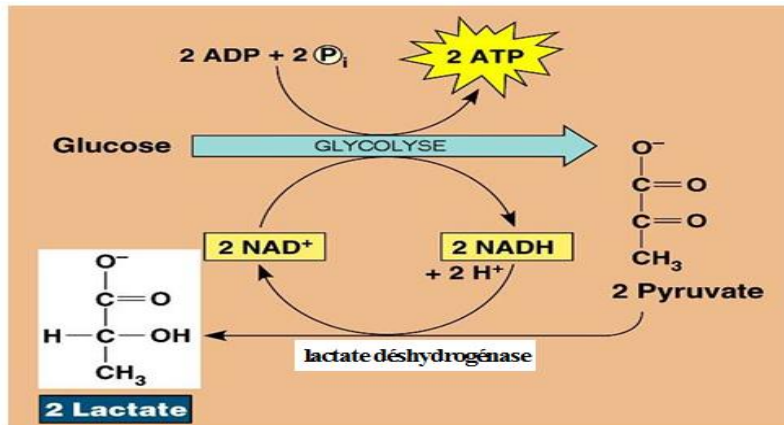 2 ADP + 2 Pi
2 ATP
Glucose
GLYCOLYSE
2 NAD⁺
2 NADH
+ 2 H⁺
O⁻
C=O
C=O
CH₃
2 Pyruvate
O⁻
C=O
H—C—OH
CH₃
2 Lactate
lactate déshydrogénase